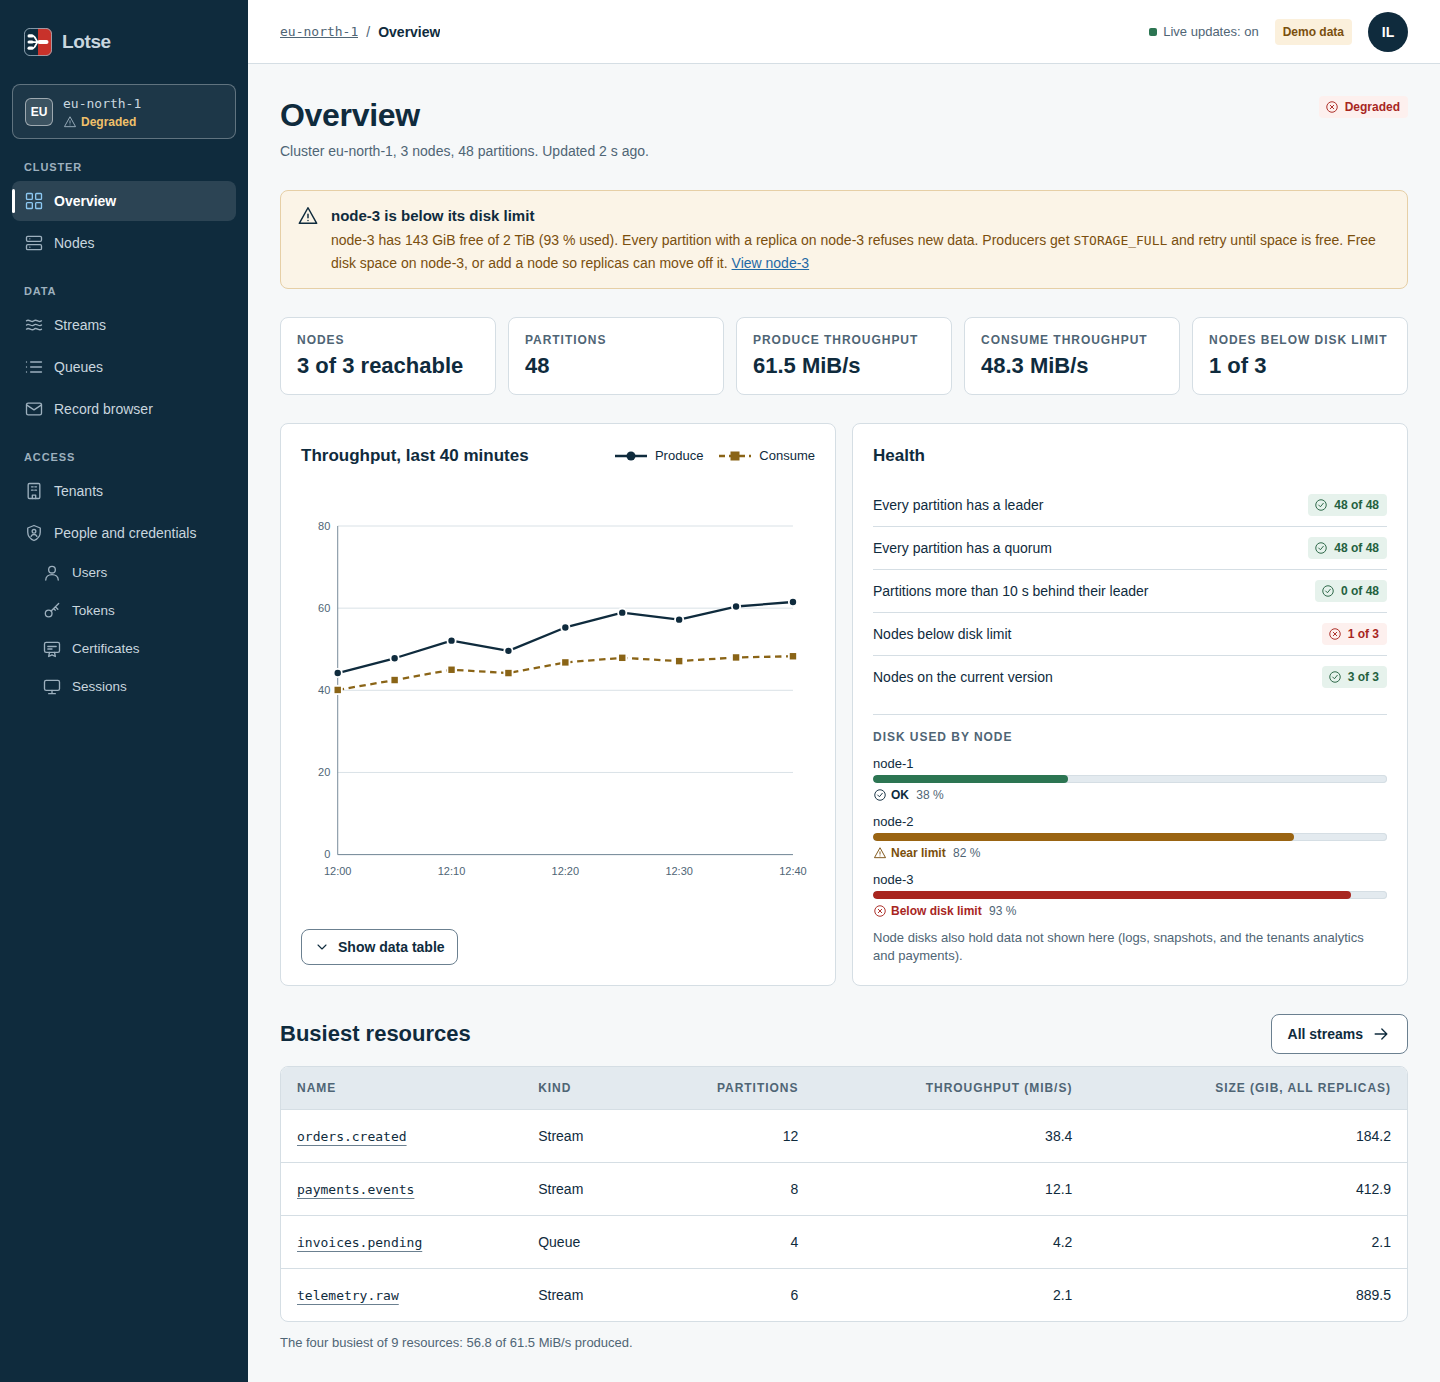 Lotse
EU
eu-north-1
Degraded
CLUSTER
Overview
Nodes
DATA
Streams
Queues
Record browser
ACCESS
Tenants
People and credentials
Users
Tokens
Certificates
Sessions
eu-north-1 / Overview
Live updates: on
Demo data
IL
Overview
Degraded
Cluster eu-north-1, 3 nodes, 48 partitions. Updated 2 s ago.
node-3 is below its disk limit
node-3 has 143 GiB free of 2 TiB (93 % used). Every partition with a replica on node-3 refuses new data. Producers get STORAGE_FULL and retry until space is free. Free
disk space on node-3, or add a node so replicas can move off it. View node-3
NODES
3 of 3 reachable
PARTITIONS
48
PRODUCE THROUGHPUT
61.5 MiB/s
CONSUME THROUGHPUT
48.3 MiB/s
NODES BELOW DISK LIMIT
1 of 3
Throughput, last 40 minutes
Produce
Consume
80
60
40
20
0
12:00
12:10
12:20
12:30
12:40
Show data table
Health
Every partition has a leader
48 of 48
Every partition has a quorum
48 of 48
Partitions more than 10 s behind their leader
0 of 48
Nodes below disk limit
1 of 3
Nodes on the current version
3 of 3
DISK USED BY NODE
node-1
OK 38 %
node-2
Near limit 82 %
node-3
Below disk limit 93 %
Node disks also hold data not shown here (logs, snapshots, and the tenants analytics
and payments).
Busiest resources
All streams
NAME KIND PARTITIONS THROUGHPUT (MIB/S) SIZE (GIB, ALL REPLICAS)
orders.created Stream 12 38.4 184.2
payments.events Stream 8 12.1 412.9
invoices.pending Queue 4 4.2 2.1
telemetry.raw Stream 6 2.1 889.5
The four busiest of 9 resources: 56.8 of 61.5 MiB/s produced.